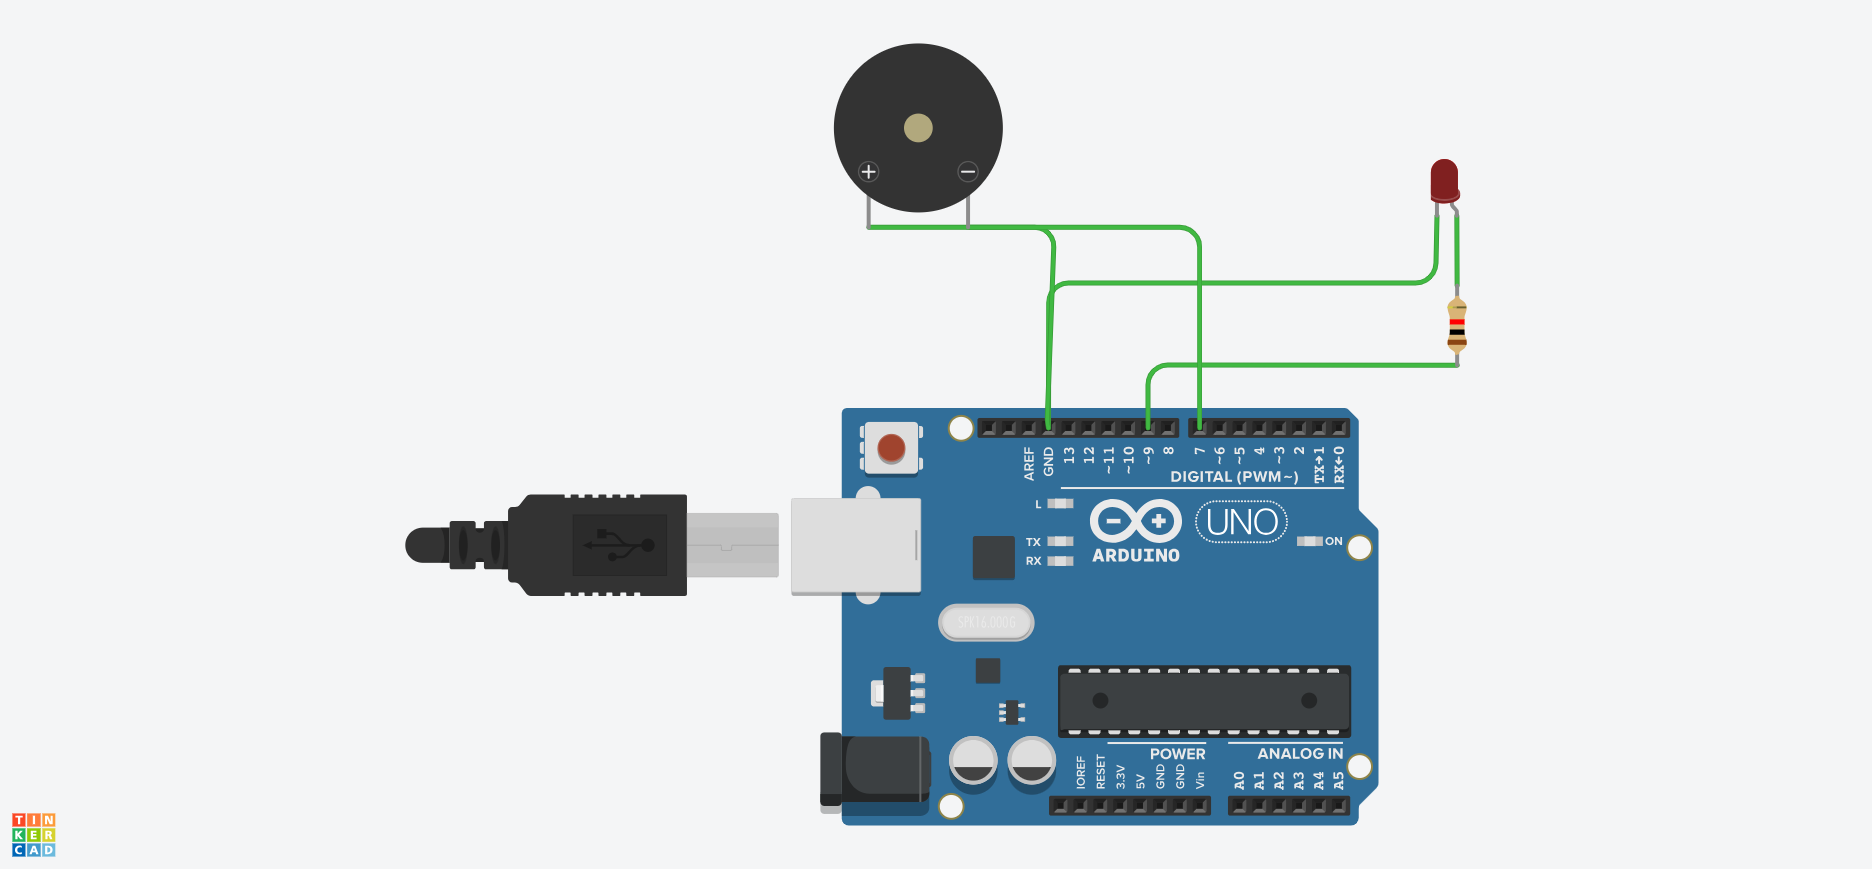 + −
AREF
GND
13
12
~11
~10
~9
8
7
~6
~5
4
~3
2
TX→1
RX←0
DIGITAL (PWM~)
L
TX
RX
ARDUINO
UNO
ON
SPK16.000G
POWER
ANALOG IN
IOREF
RESET
3.3V
5V
GND
GND
Vin
A0
A1
A2
A3
A4
A5
TIN
KER
CAD